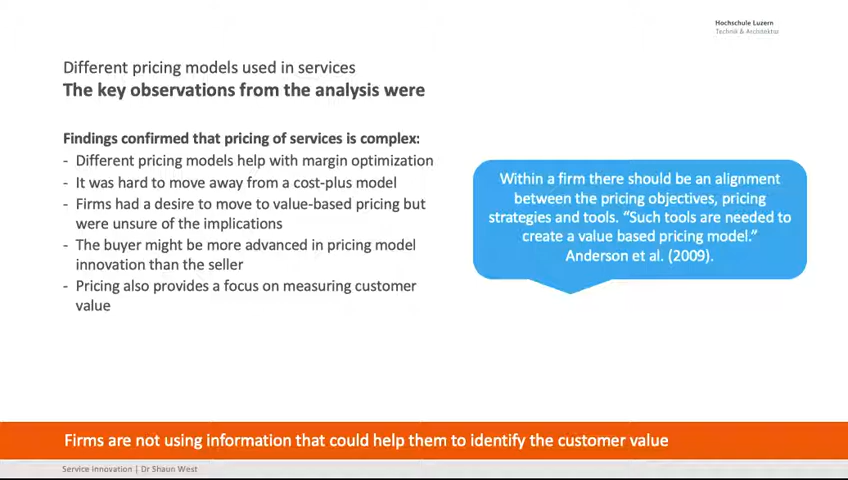 Hochschule Luzern
Technik & Architektur
Different pricing models used in services
The key observations from the analysis were
Findings confirmed that pricing of services is complex:
- Different pricing models help with margin optimization
- It was hard to move away from a cost-plus model
- Firms had a desire to move to value-based pricing but
were unsure of the implications
- The buyer might be more advanced in pricing model
innovation than the seller
- Pricing also provides a focus on measuring customer
value
Within a firm there should be an alignment
between the pricing objectives, pricing
strategies and tools. “Such tools are needed to
create a value based pricing model.”
Anderson et al. (2009).
Firms are not using information that could help them to identify the customer value
Service Innovation | Dr Shaun West